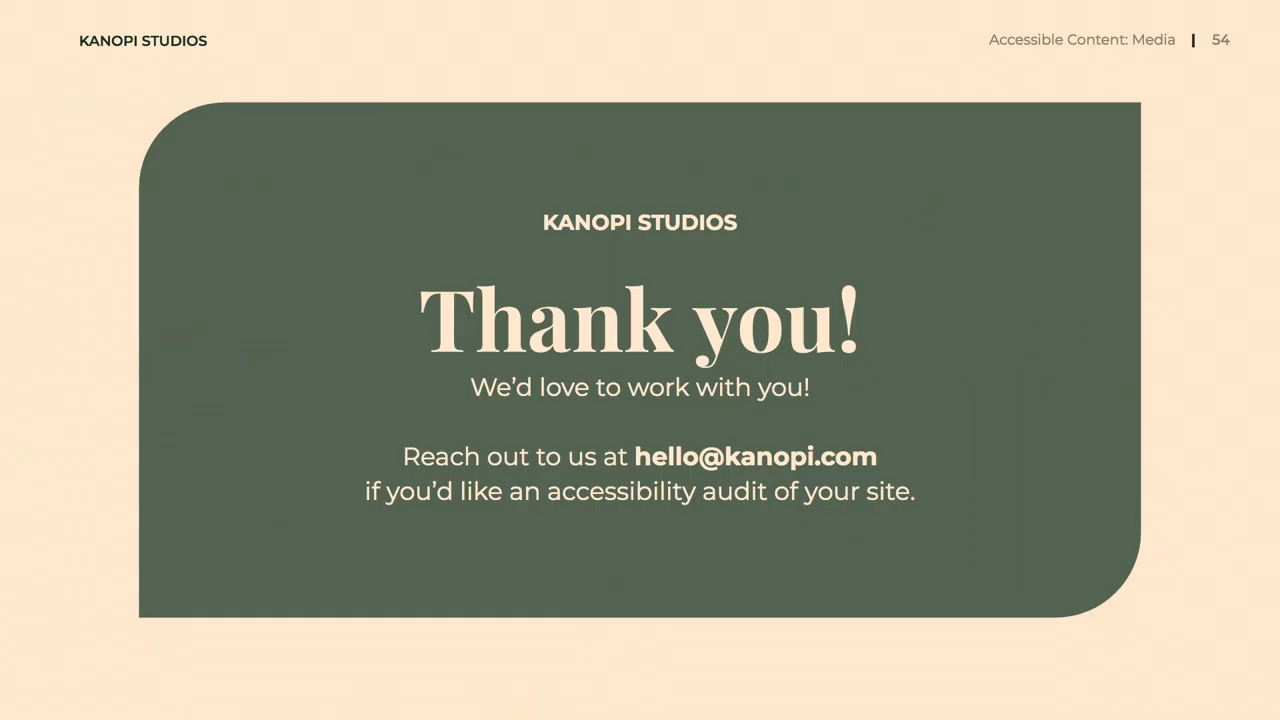 KANOPI STUDIOS
Accessible Content: Media | 54
KANOPI STUDIOS
Thank you!
We’d love to work with you!
Reach out to us at hello@kanopi.com
if you’d like an accessibility audit of your site.